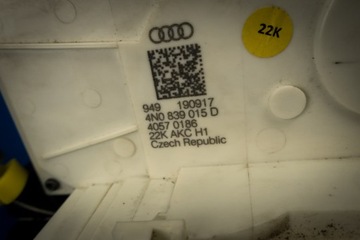 22K
949 190917
4N0 839 015 D
4057 0186
22K AKC H1
Czech Republic